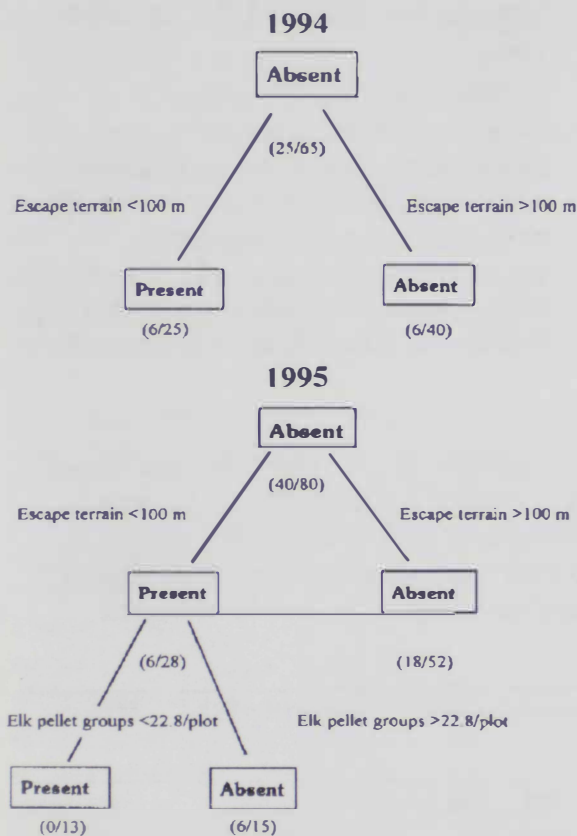 1994
Absent
(25/65)
Escape terrain <100 m Escape terrain >100 m
Present Absent
(6/25) (6/40)
1995
Absent
(40/80)
Escape terrain <100 m Escape terrain >100 m
Present Absent
(6/28) (18/52)
Elk pellet groups <22.8/plot Elk pellet groups >22.8/plot
Present Absent
(0/13) (6/15)